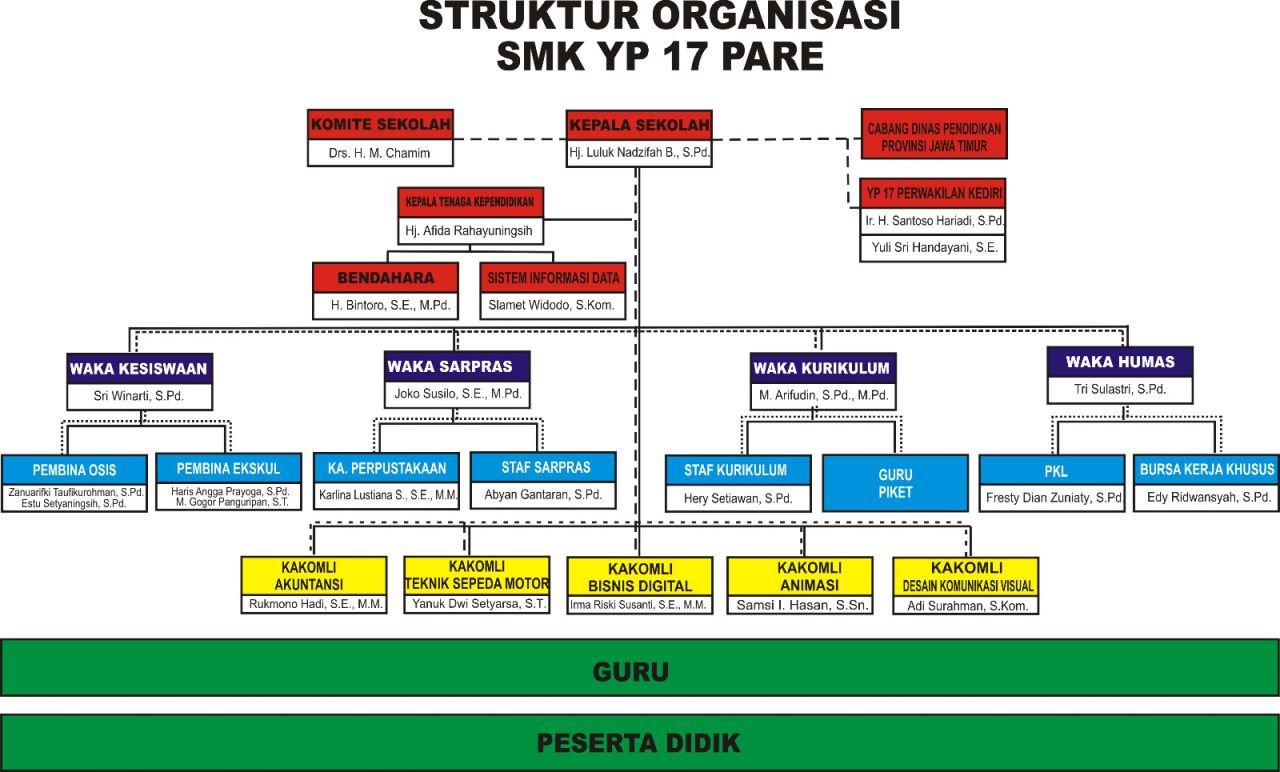 STRUKTUR ORGANISASI
SMK YP 17 PARE
KOMITE SEKOLAH
Drs. H. M. Chamim
KEPALA SEKOLAH
Hj. Luluk Nadzifah B., S.Pd.
CABANG DINAS PENDIDIKAN
PROVINSI JAWA TIMUR
YP 17 PERWAKILAN KEDIRI
Ir. H. Santoso Hariadi, S.Pd.
Yuli Sri Handayani, S.E.
KEPALA TENAGA KEPENDIDIKAN
Hj. Afida Rahayuningsih
BENDAHARA
H. Bintoro, S.E., M.Pd.
SISTEM INFORMASI DATA
Slamet Widodo, S.Kom.
WAKA KESISWAAN
Sri Winarti, S.Pd.
WAKA SARPRAS
Joko Susilo, S.E., M.Pd.
WAKA KURIKULUM
M. Arifudin, S.Pd., M.Pd.
WAKA HUMAS
Tri Sulastri, S.Pd.
PEMBINA OSIS
Zanuarifki Taufikurohman, S.Pd.
Estu Setyaningsih, S.Pd.
PEMBINA EKSKUL
Haris Angga Prayoga, S.Pd.
M. Gogor Panguripan, S.T.
KA. PERPUSTAKAAN
Karlina Lustiana S., S.E., M.M.
STAF SARPRAS
Abyan Gantaran, S.Pd.
STAF KURIKULUM
Hery Setiawan, S.Pd.
GURU
PIKET
PKL
Fresty Dian Zuniaty, S.Pd.
BURSA KERJA KHUSUS
Edy Ridwansyah, S.Pd.
KAKOMLI
AKUNTANSI
Rukmono Hadi, S.E., M.M.
KAKOMLI
TEKNIK SEPEDA MOTOR
Yanuk Dwi Setyarsa, S.T.
KAKOMLI
BISNIS DIGITAL
Irma Riski Susanti, S.E., M.M.
KAKOMLI
ANIMASI
Samsi I. Hasan, S.Sn.
KAKOMLI
DESAIN KOMUNIKASI VISUAL
Adi Surahman, S.Kom.
GURU
PESERTA DIDIK